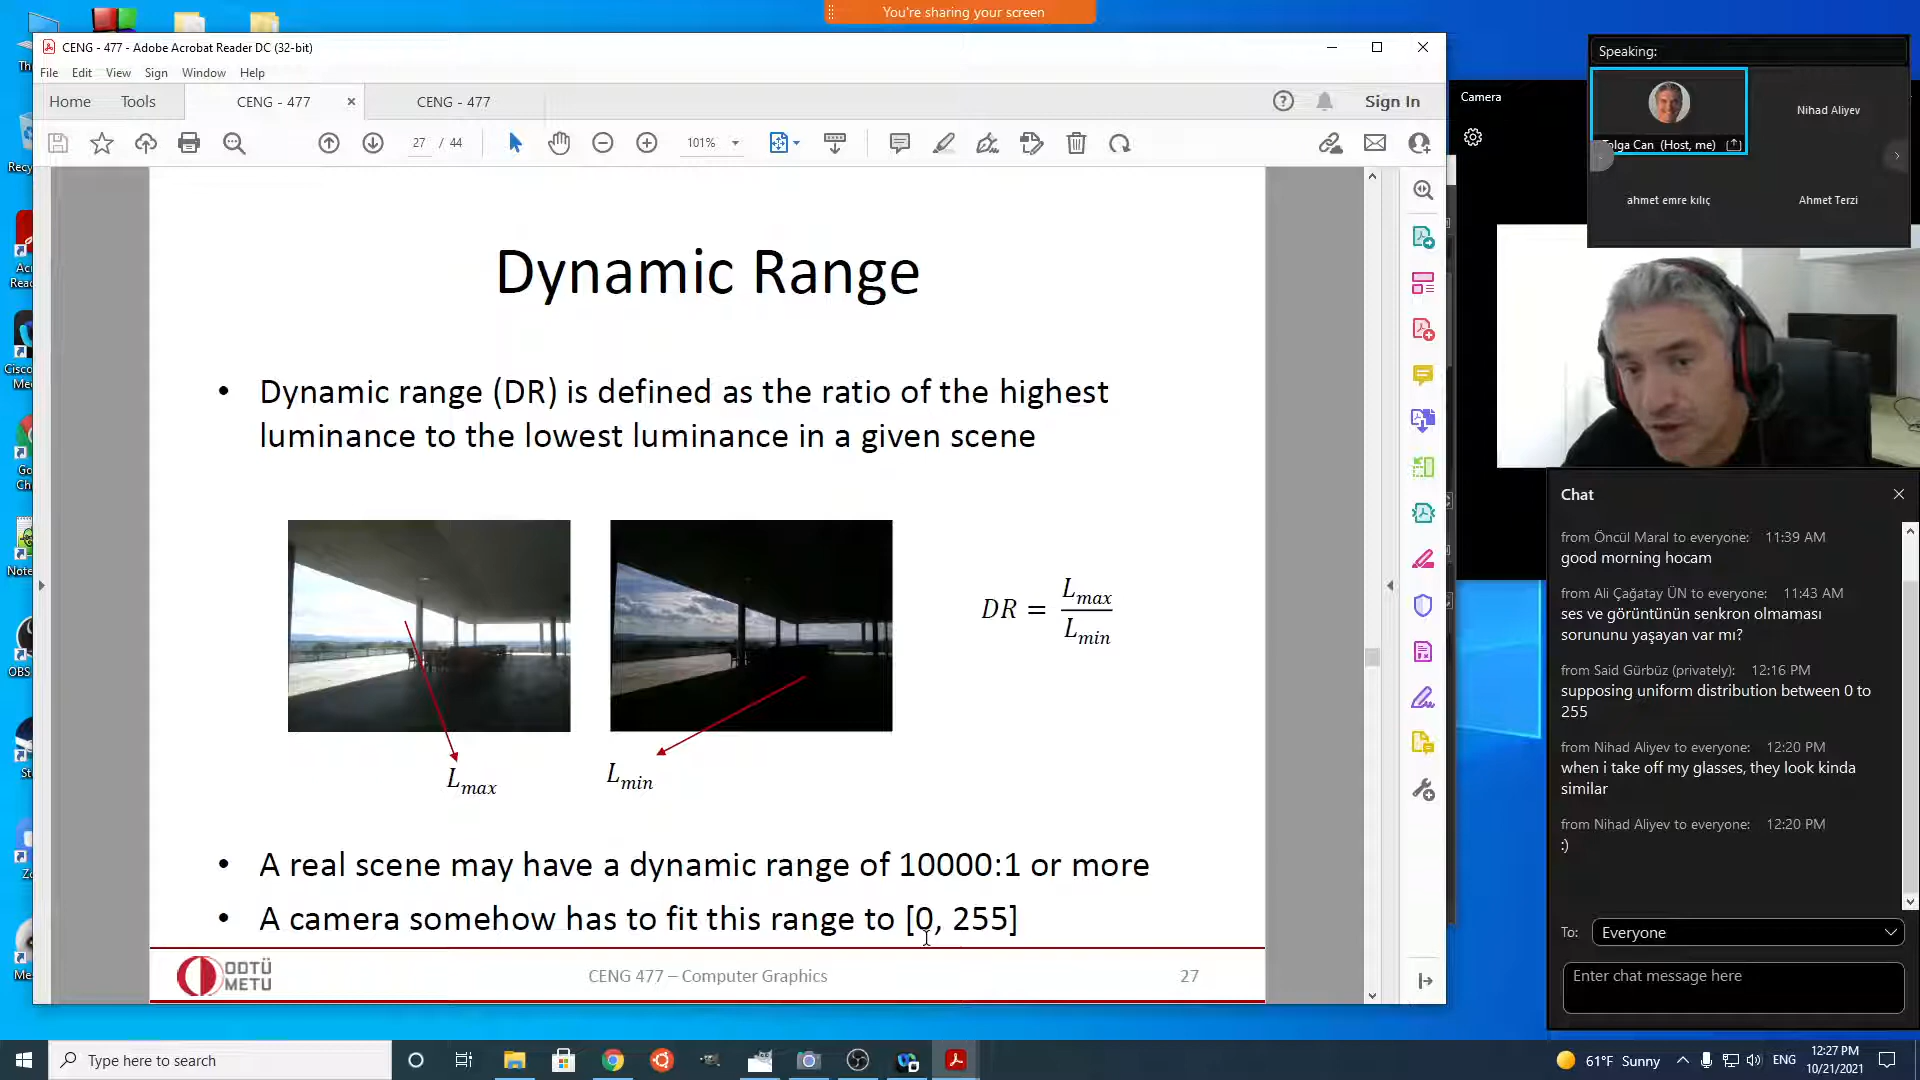 You're sharing your screen
CENG - 477 - Adobe Acrobat Reader DC (32-bit)
File Edit View Sign Window Help
Home Tools CENG - 477 CENG - 477 Sign In
27 / 44 101%
Dynamic Range
• Dynamic range (DR) is defined as the ratio of the highest
luminance to the lowest luminance in a given scene
DR = Lmax / Lmin
Lmax
Lmin
• A real scene may have a dynamic range of 10000:1 or more
• A camera somehow has to fit this range to [0, 255]
ODTÜ
METU
CENG 477 – Computer Graphics
27
Camera
Speaking:
Tolga Can (Host, me)
Nihad Aliyev
ahmet emre kılıç
Ahmet Terzi
Chat
from Öncül Maral to everyone: 11:39 AM
good morning hocam
from Ali Çağatay ÜN to everyone: 11:43 AM
ses ve görüntünün senkron olmaması
sorununu yaşayan var mı?
from Said Gürbüz (privately): 12:16 PM
supposing uniform distribution between 0 to
255
from Nihad Aliyev to everyone: 12:20 PM
when i take off my glasses, they look kinda
similar
from Nihad Aliyev to everyone: 12:20 PM
:)
To: Everyone
Enter chat message here
Type here to search
61°F Sunny
ENG
12:27 PM
10/21/2021